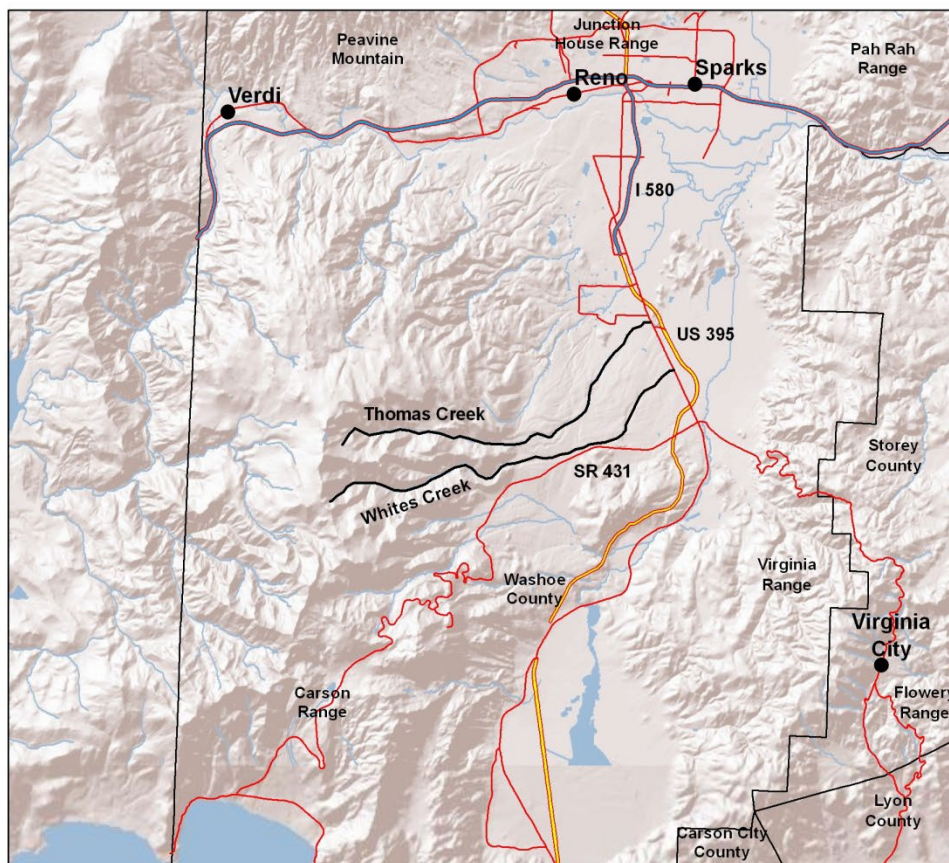 Peavine
Mountain
Junction
House Range
Pah Rah
Range
Verdi
Reno
Sparks
I 580
US 395
Thomas Creek
Whites Creek
SR 431
Storey
County
Washoe
County
Virginia
Range
Virginia
City
Carson
Range
Flowery
Range
Lyon
County
Carson City
County